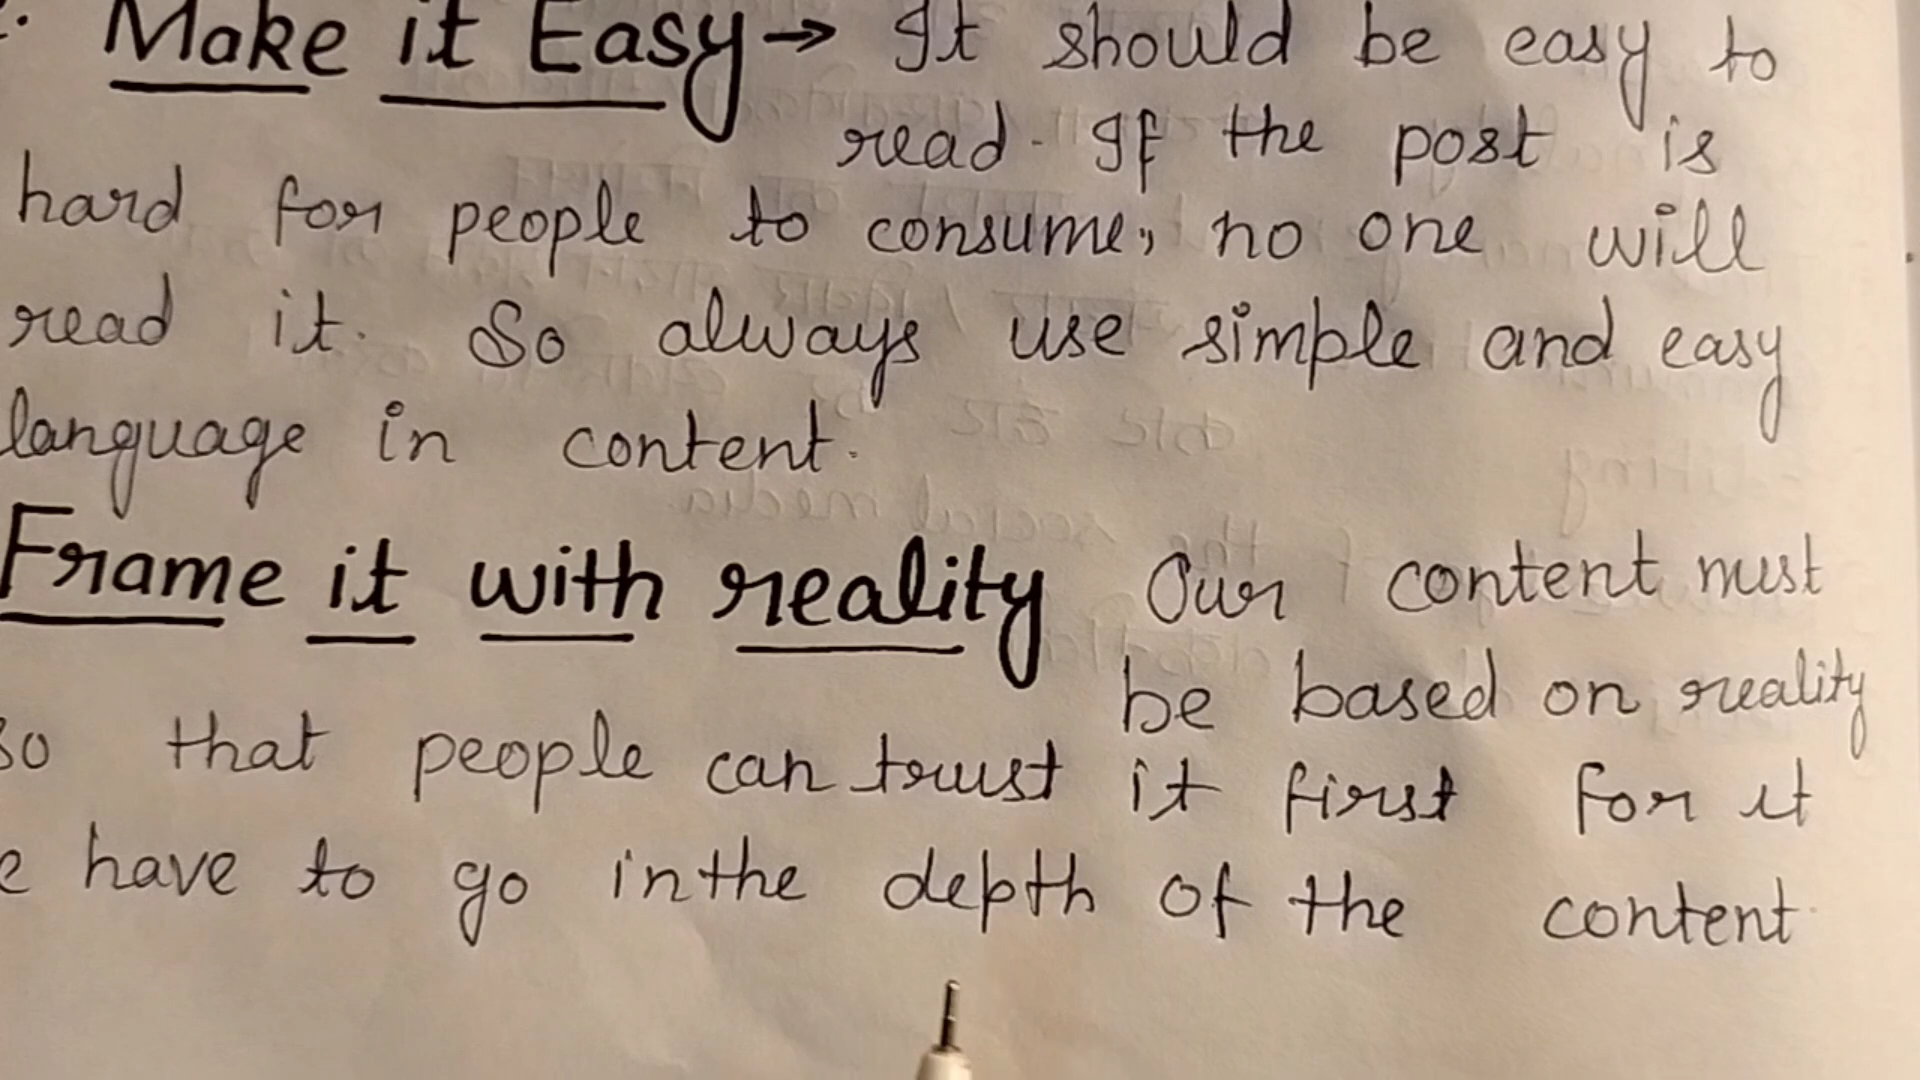 Make it Easy → It should be easy to
read. If the post is
hard for people to consume, no one will
read it. So always use simple and easy
language in content.
Frame it with reality Our content must
be based on reality
so that people can trust it first for it
have to go in the depth of the content